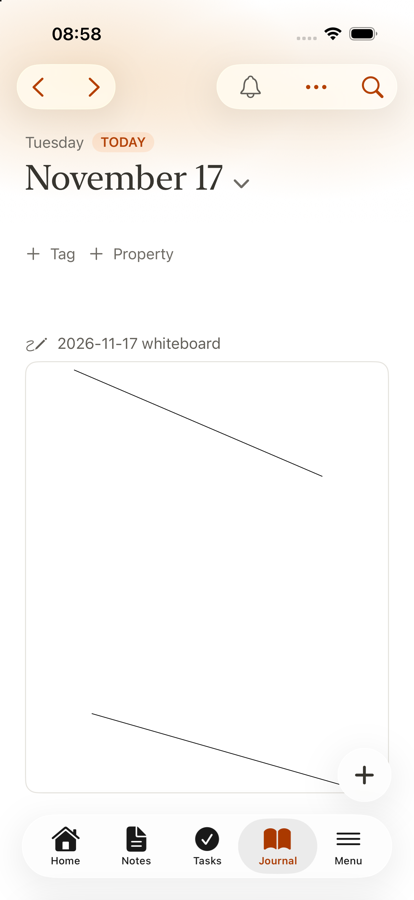 08:58
Tuesday TODAY
November 17
Tag Property
2026-11-17 whiteboard
Home Notes Tasks Journal Menu